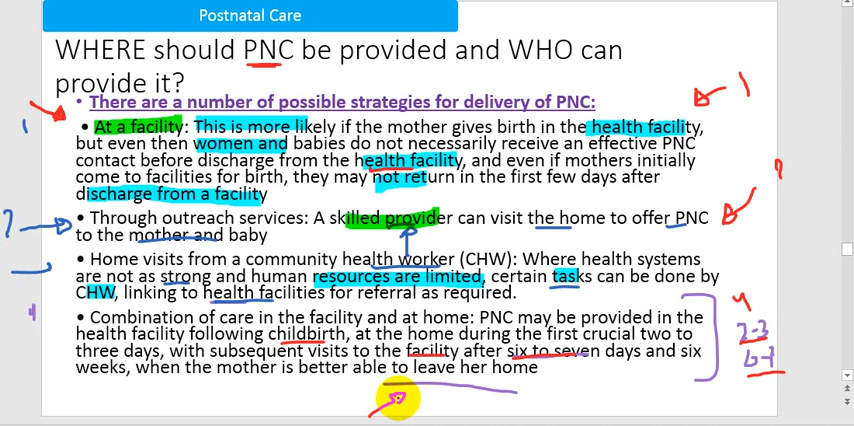 Postnatal Care
WHERE should PNC be provided and WHO can
provide it?
• There are a number of possible strategies for delivery of PNC:
• At a facility: This is more likely if the mother gives birth in the health facility,
but even then women and babies do not necessarily receive an effective PNC
contact before discharge from the health facility, and even if mothers initially
come to facilities for birth, they may not return in the first few days after
discharge from a facility
• Through outreach services: A skilled provider can visit the home to offer PNC
to the mother and baby
• Home visits from a community health worker (CHW): Where health systems
are not as strong and human resources are limited, certain tasks can be done by
CHW, linking to health facilities for referral as required.
• Combination of care in the facility and at home: PNC may be provided in the
health facility following childbirth, at the home during the first crucial two to
three days, with subsequent visits to the facility after six to seven days and six
weeks, when the mother is better able to leave her home
1
1
4
4
2-3
6-7